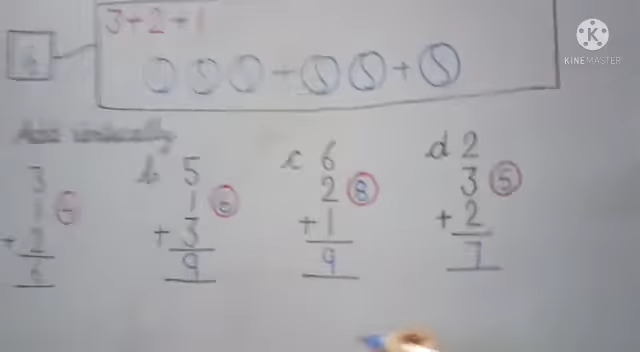 3+2+1
6
+ +
KINEMASTER
Add vertically
3 b 5 c 6 d 2
1 1 6 2 8 3 5
+2 +3 +1 +2
6 9 9 7